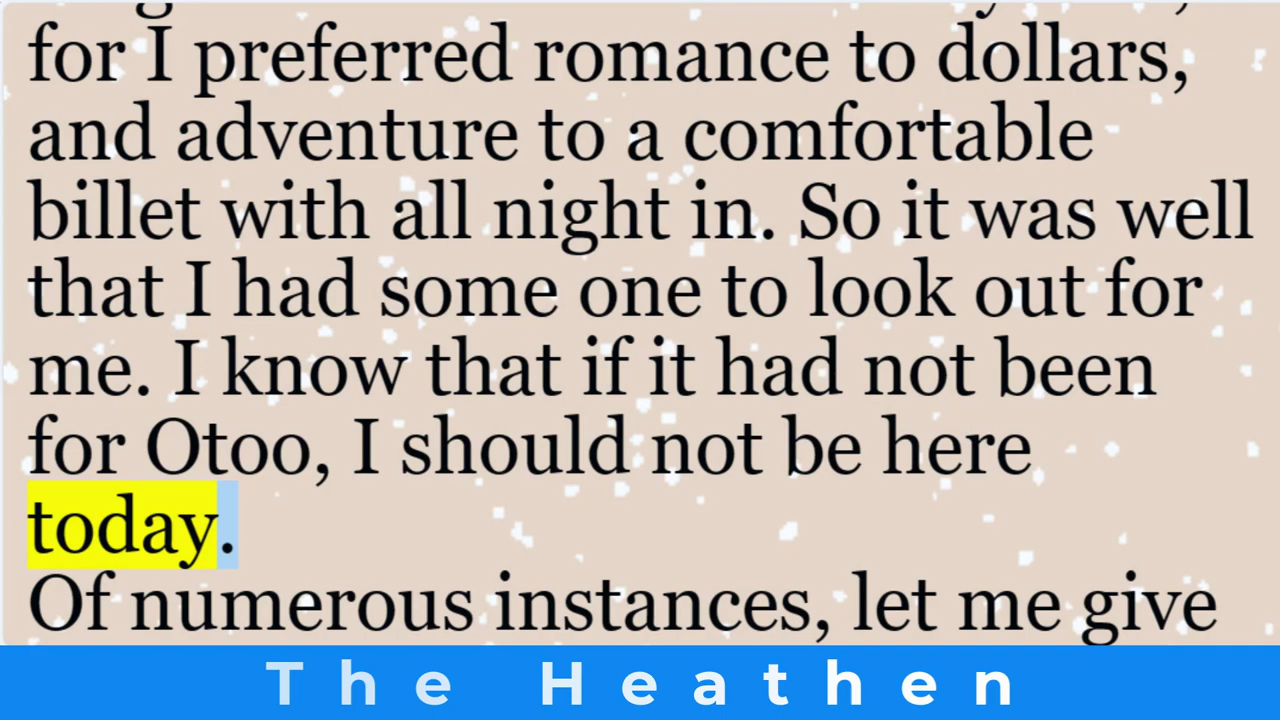 for I preferred romance to dollars,
and adventure to a comfortable
billet with all night in. So it was well
that I had some one to look out for
me. I know that if it had not been
for Otoo, I should not be here
today.
Of numerous instances, let me give
The Heathen